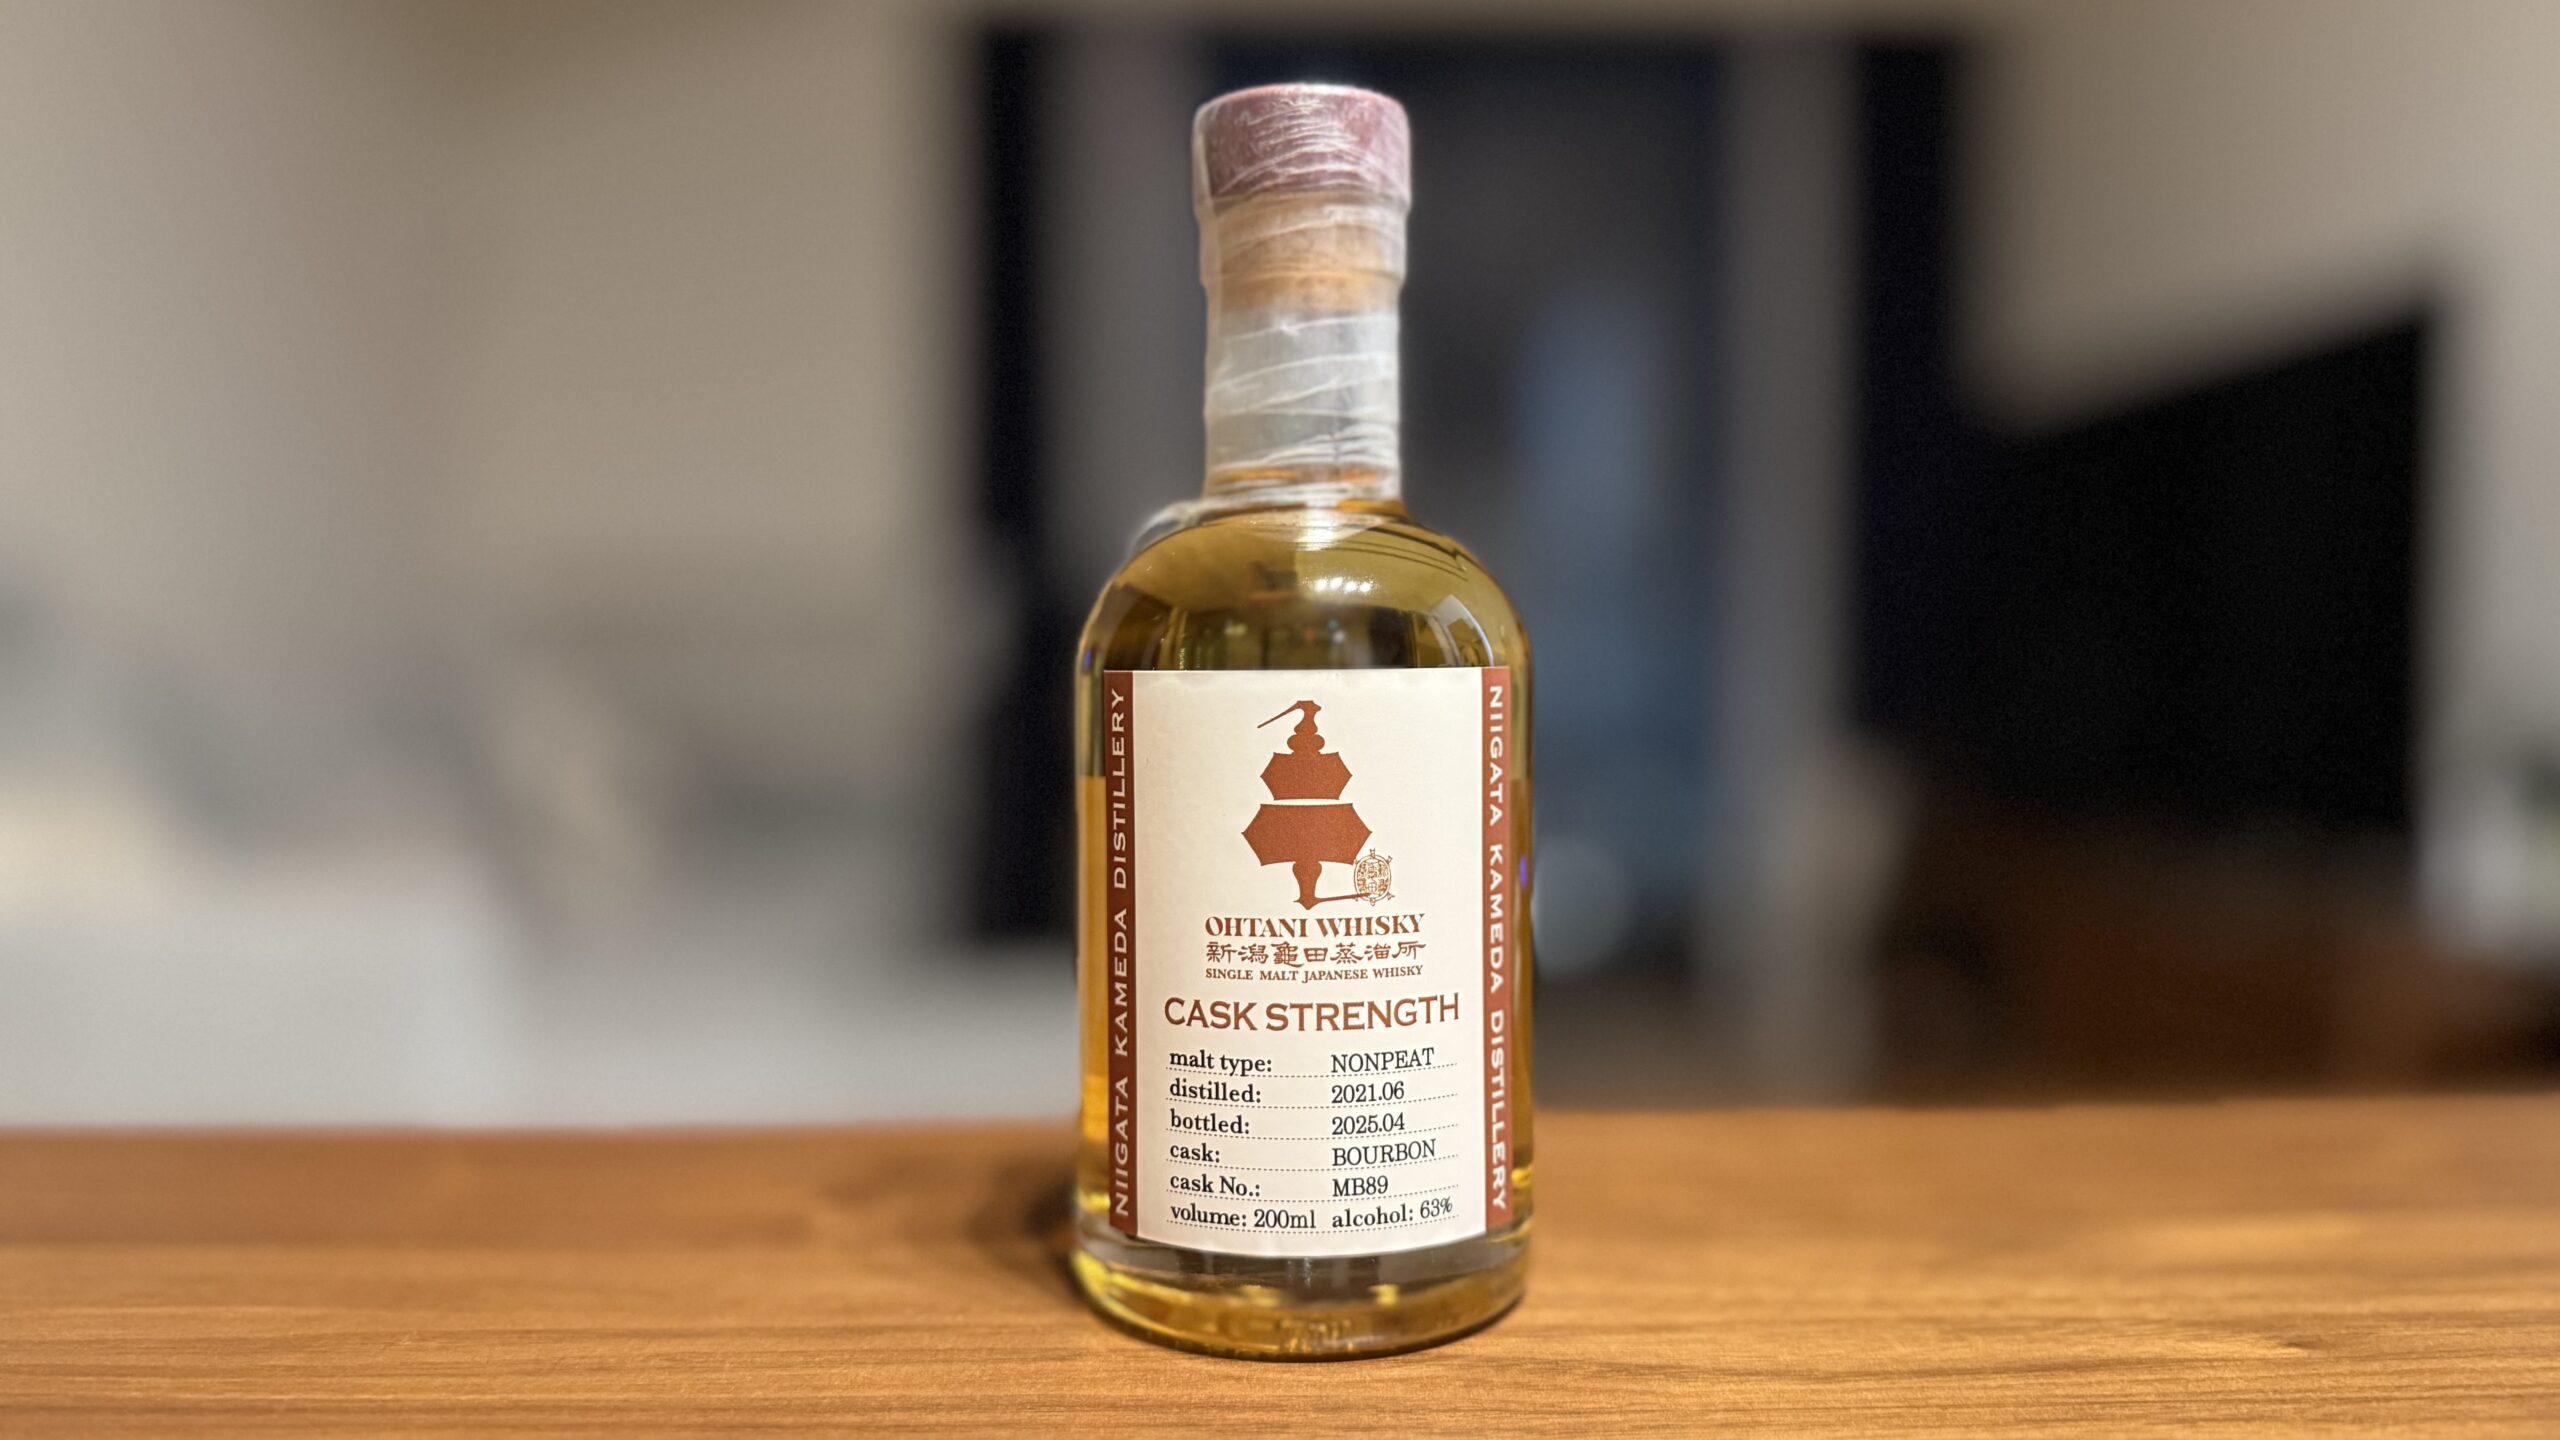 NIIGATA KAMEDA DISTILLERY
OHTANI WHISKY
新潟龜田蒸溜所
SINGLE MALT JAPANESE WHISKY
CASK STRENGTH
malt type: NONPEAT
distilled: 2021.06
bottled: 2025.04
cask: BOURBON
cask No.: MB89
volume: 200ml alcohol: 63%
NIIGATA KAMEDA DISTILLERY